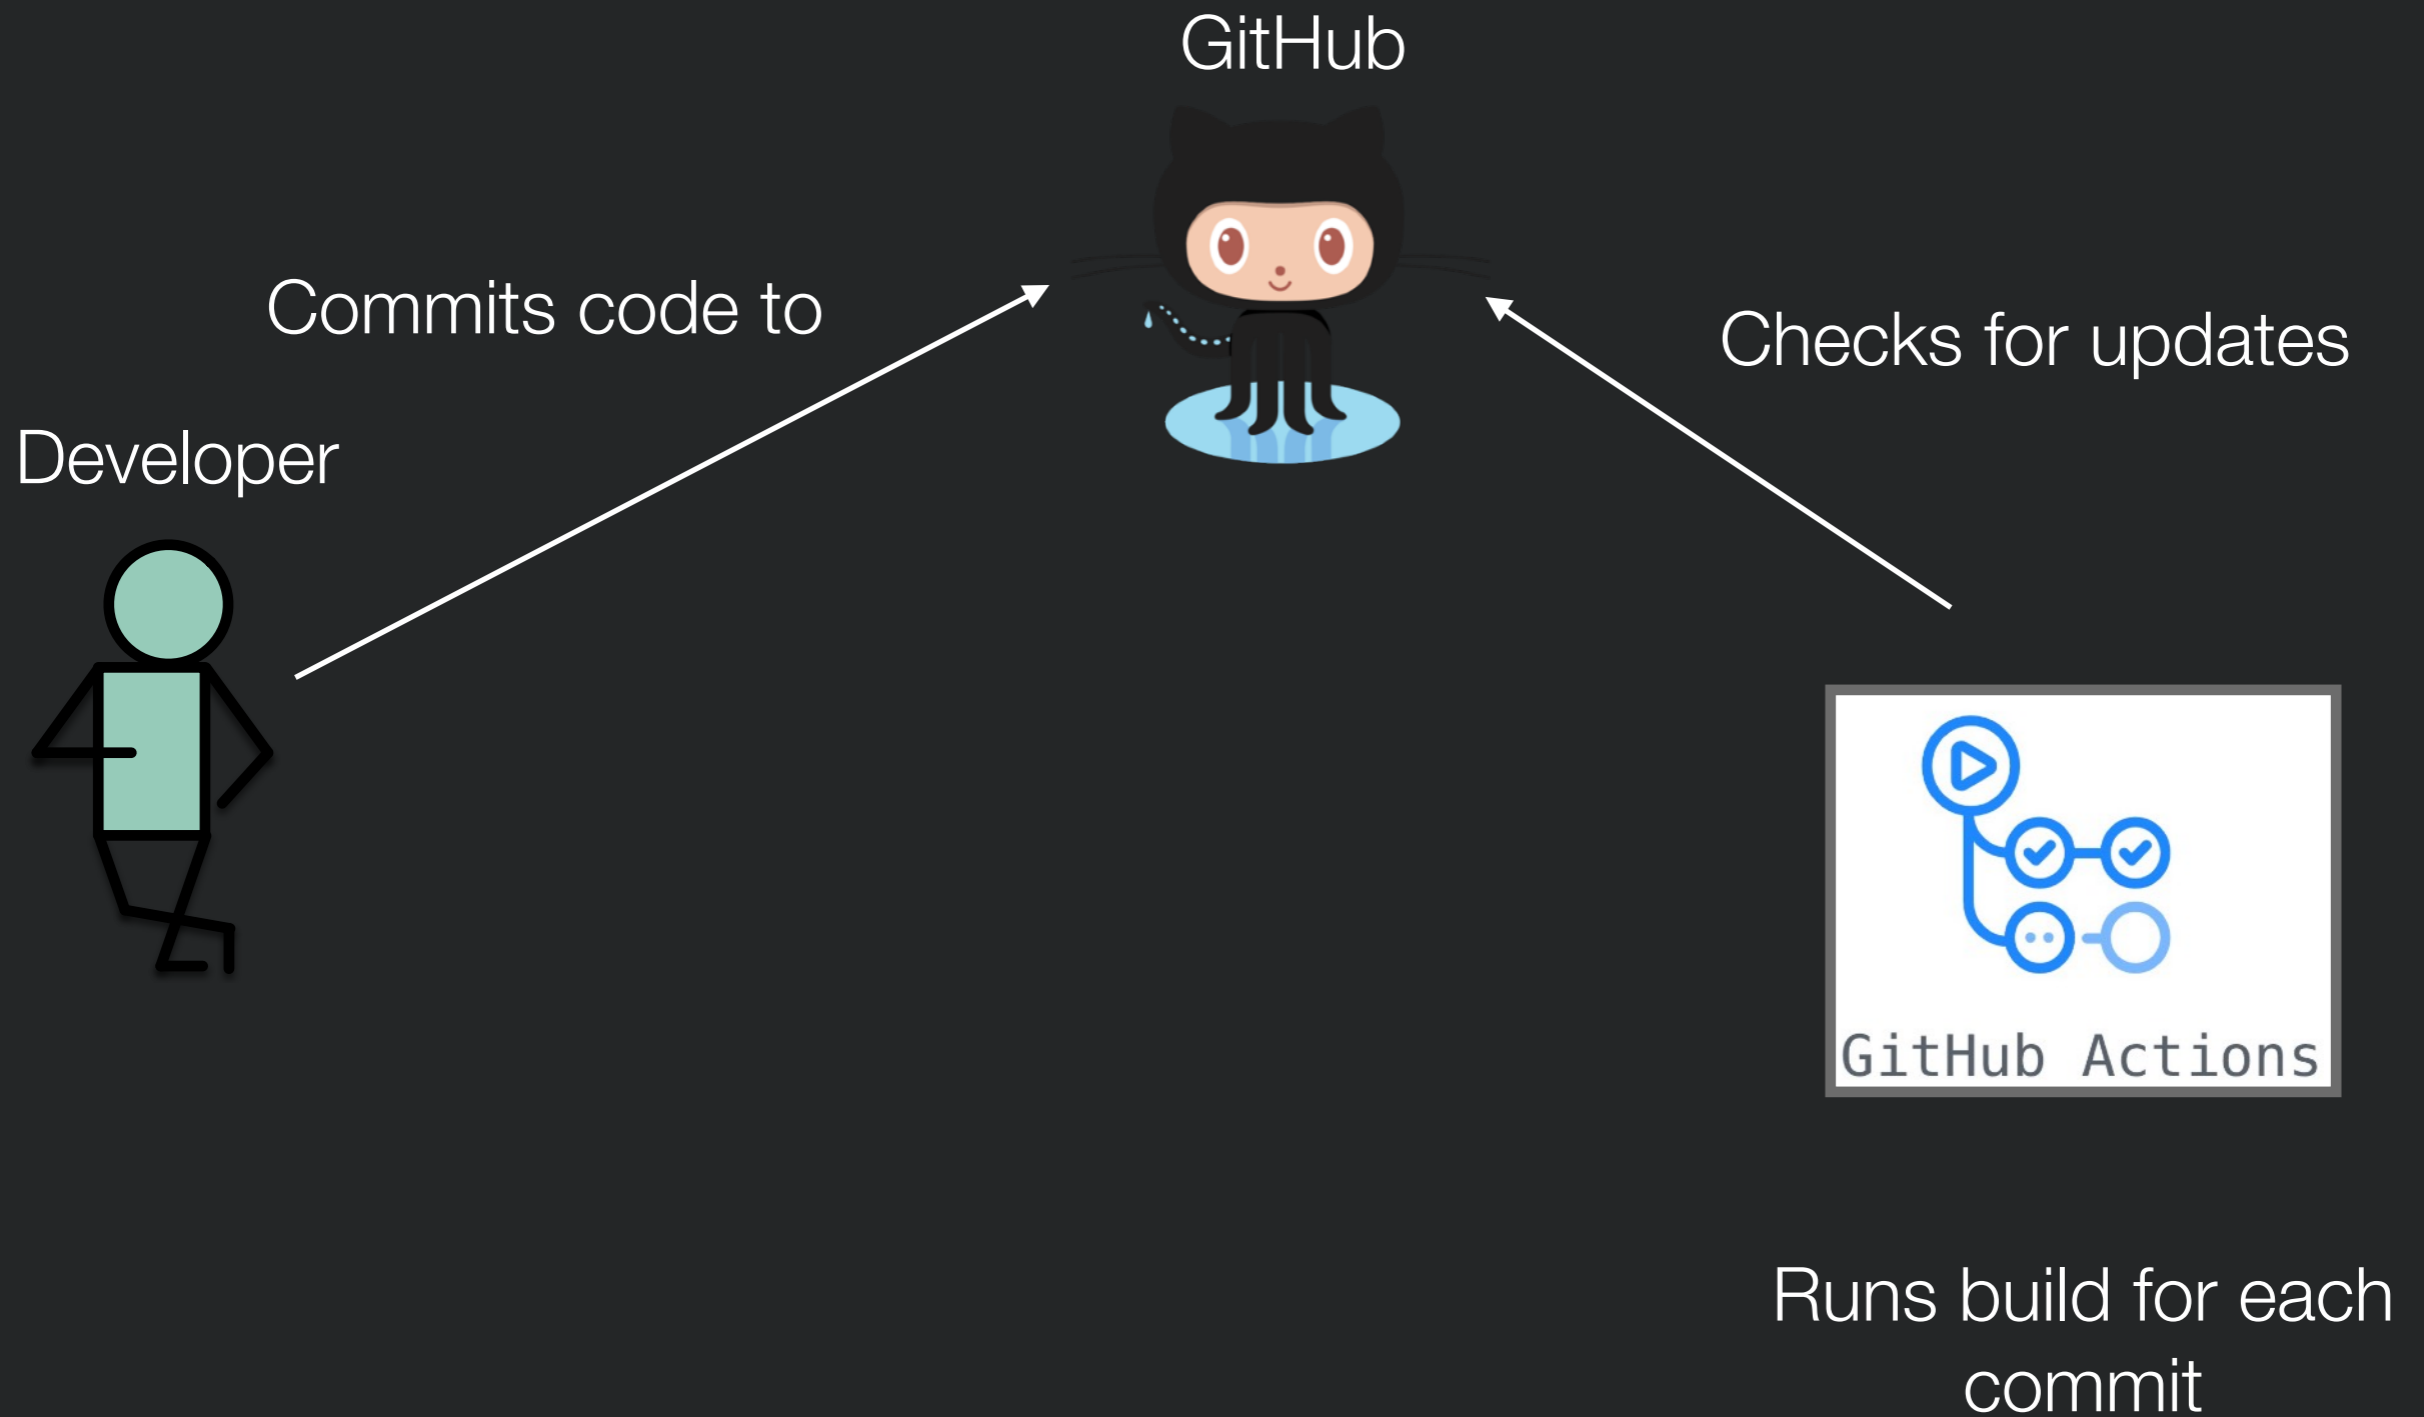 GitHub
Commits code to
Checks for updates
Developer
GitHub Actions
Runs build for each
commit